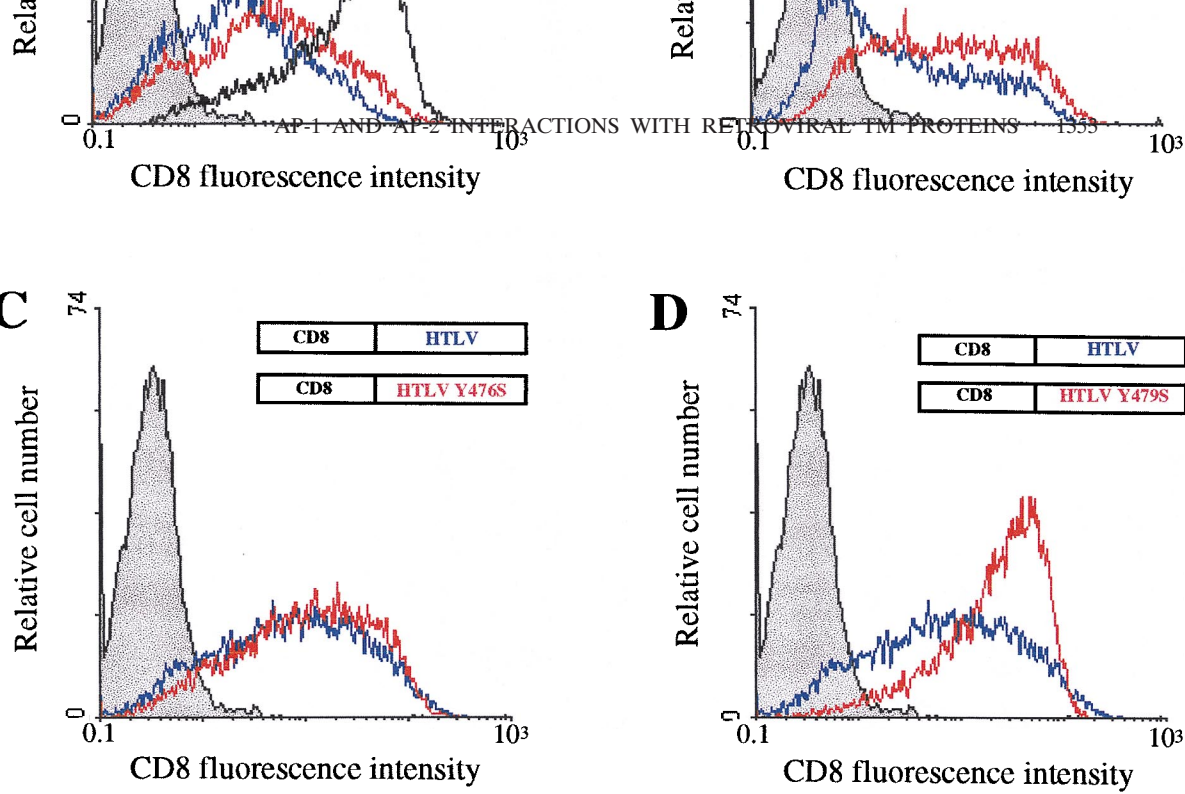 Rela
Rela
0
0
0.1
10³
0.1
10³
AP-1 AND AP-2 INTERACTIONS WITH RETROVIRAL TM PROTEINS 1353
CD8 fluorescence intensity
CD8 fluorescence intensity
C
74
CD8 HTLV
CD8 HTLV Y476S
Relative cell number
0
0.1
10³
CD8 fluorescence intensity
D
74
CD8 HTLV
CD8 HTLV Y479S
Relative cell number
0
0.1
10³
CD8 fluorescence intensity